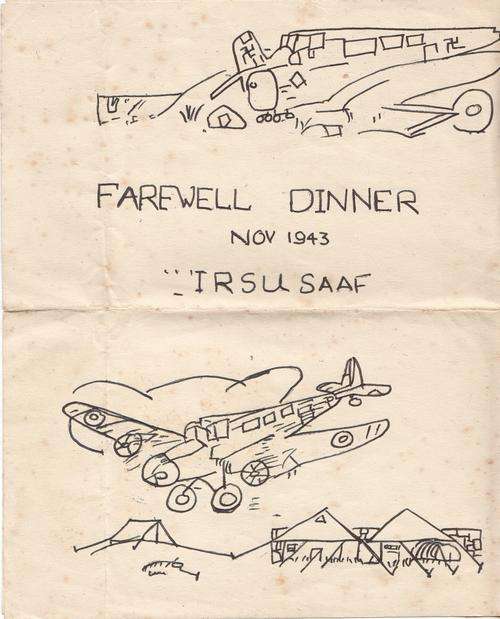 FAREWELL DINNER
NOV 1943
IRSU SAAF